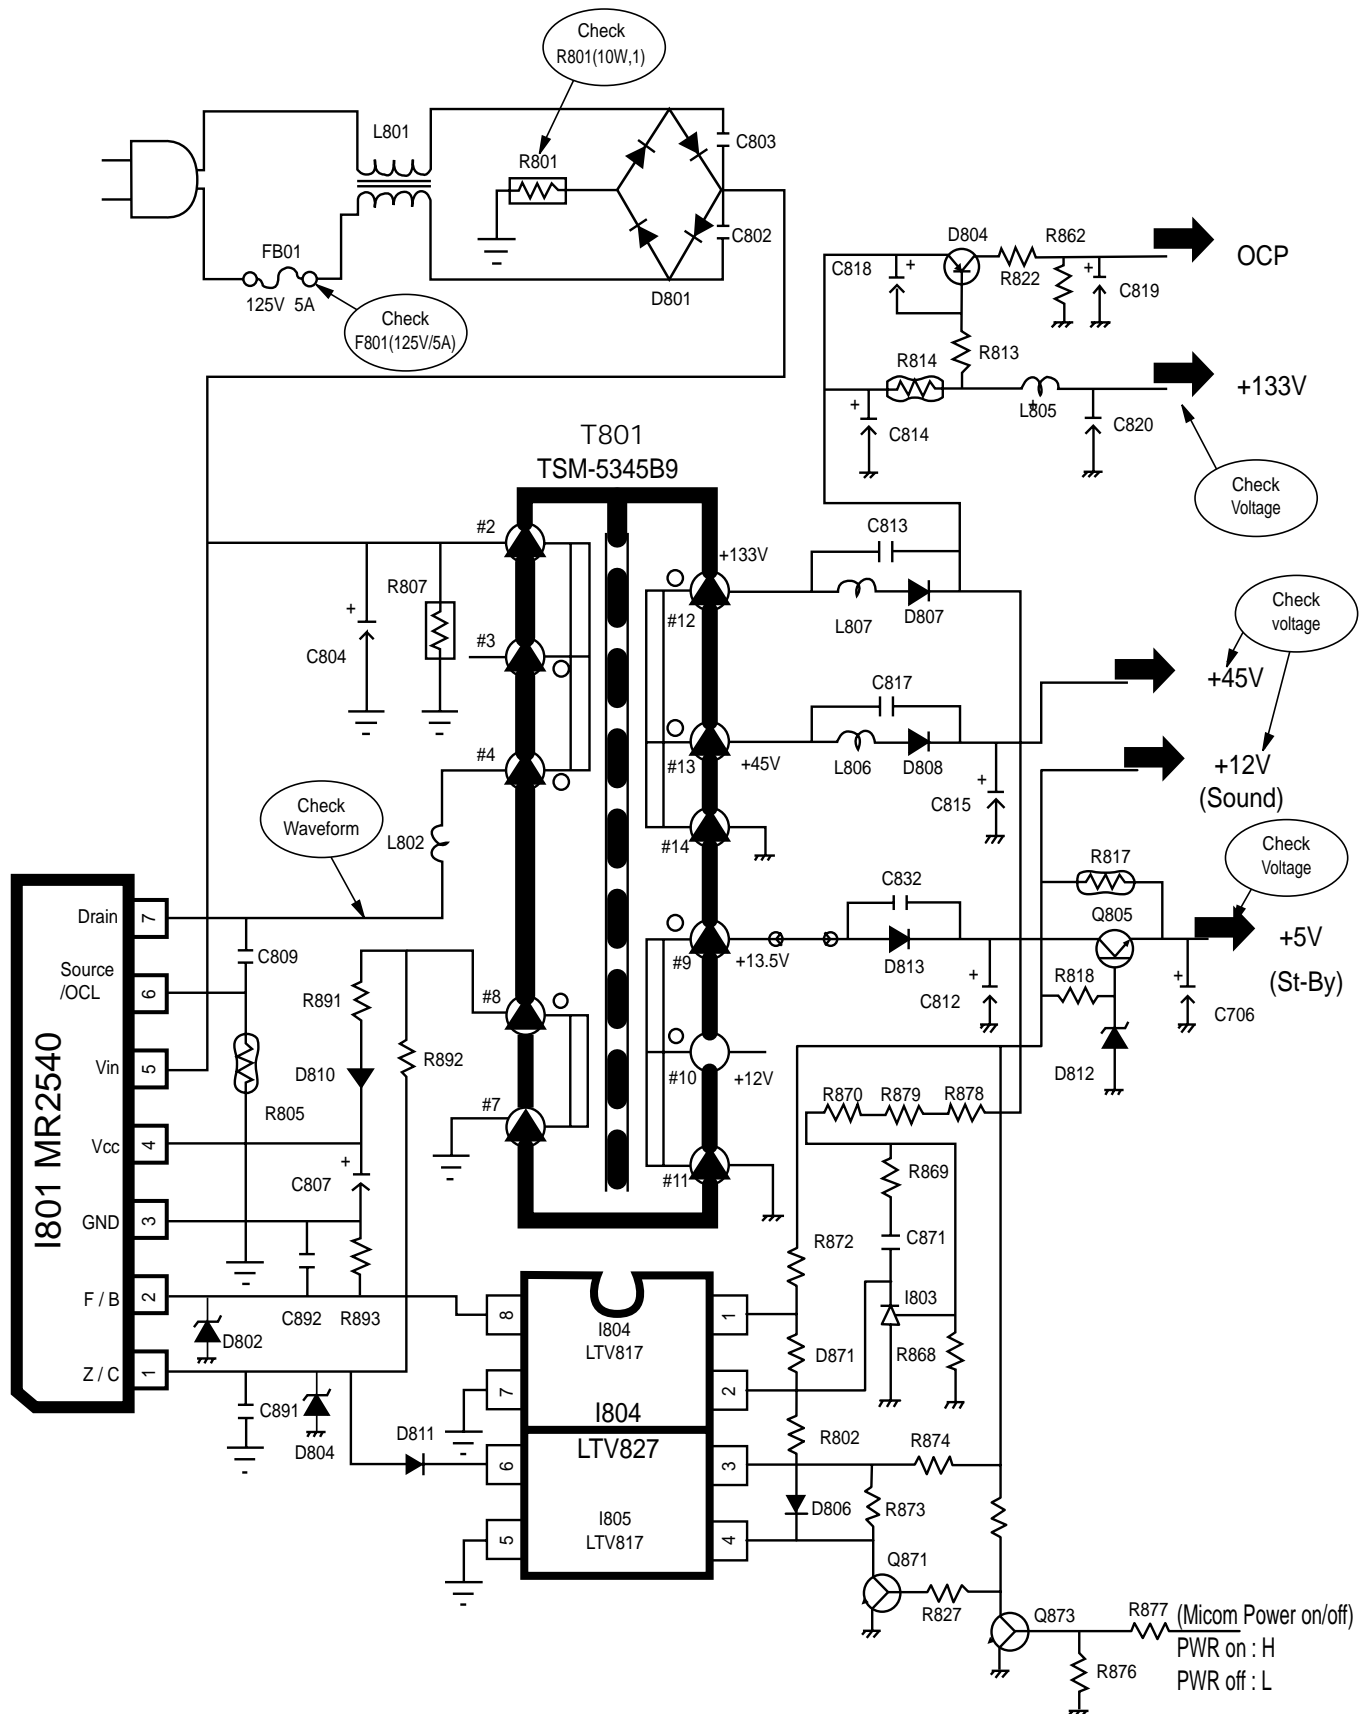 Check
R801(10W,1)
L801
R801
C803
C802
D801
FB01
125V 5A
Check
F801(125V/5A)
D804
R862
C818
+
R822
+
C819
OCP
R813
R814
+
C814
L805
+
C820
+133V
Check
Voltage
T801
TSM-5345B9
#2
R807
+
C804
#3
#4
C813
+133V
#12
L807
D807
Check
voltage
+45V
C817
#13
+45V
L806
D808
+
C815
+12V
(Sound)
#14
Check
Waveform
L802
R817
Check
Voltage
C832
Q805
+5V
(St-By)
#9
+13.5V
D813
+
C812
R818
+
C706
D812
#10
+12V
I801 MR2540
Drain
7
Source
/OCL
6
Vin
5
Vcc
4
GND
3
F / B
2
Z / C
1
C809
R805
R891
D810
R892
#8
#7
+
C807
C892
R893
D802
C891
D804
D811
#11
R870
R879
R878
R869
C871
R872
I803
R868
D871
R802
D806
R874
R873
8
7
6
5
1
2
3
4
I804
LTV817
I804
LTV827
I805
LTV817
Q871
R827
Q873
R877
R876
(Micom Power on/off)
PWR on : H
PWR off : L